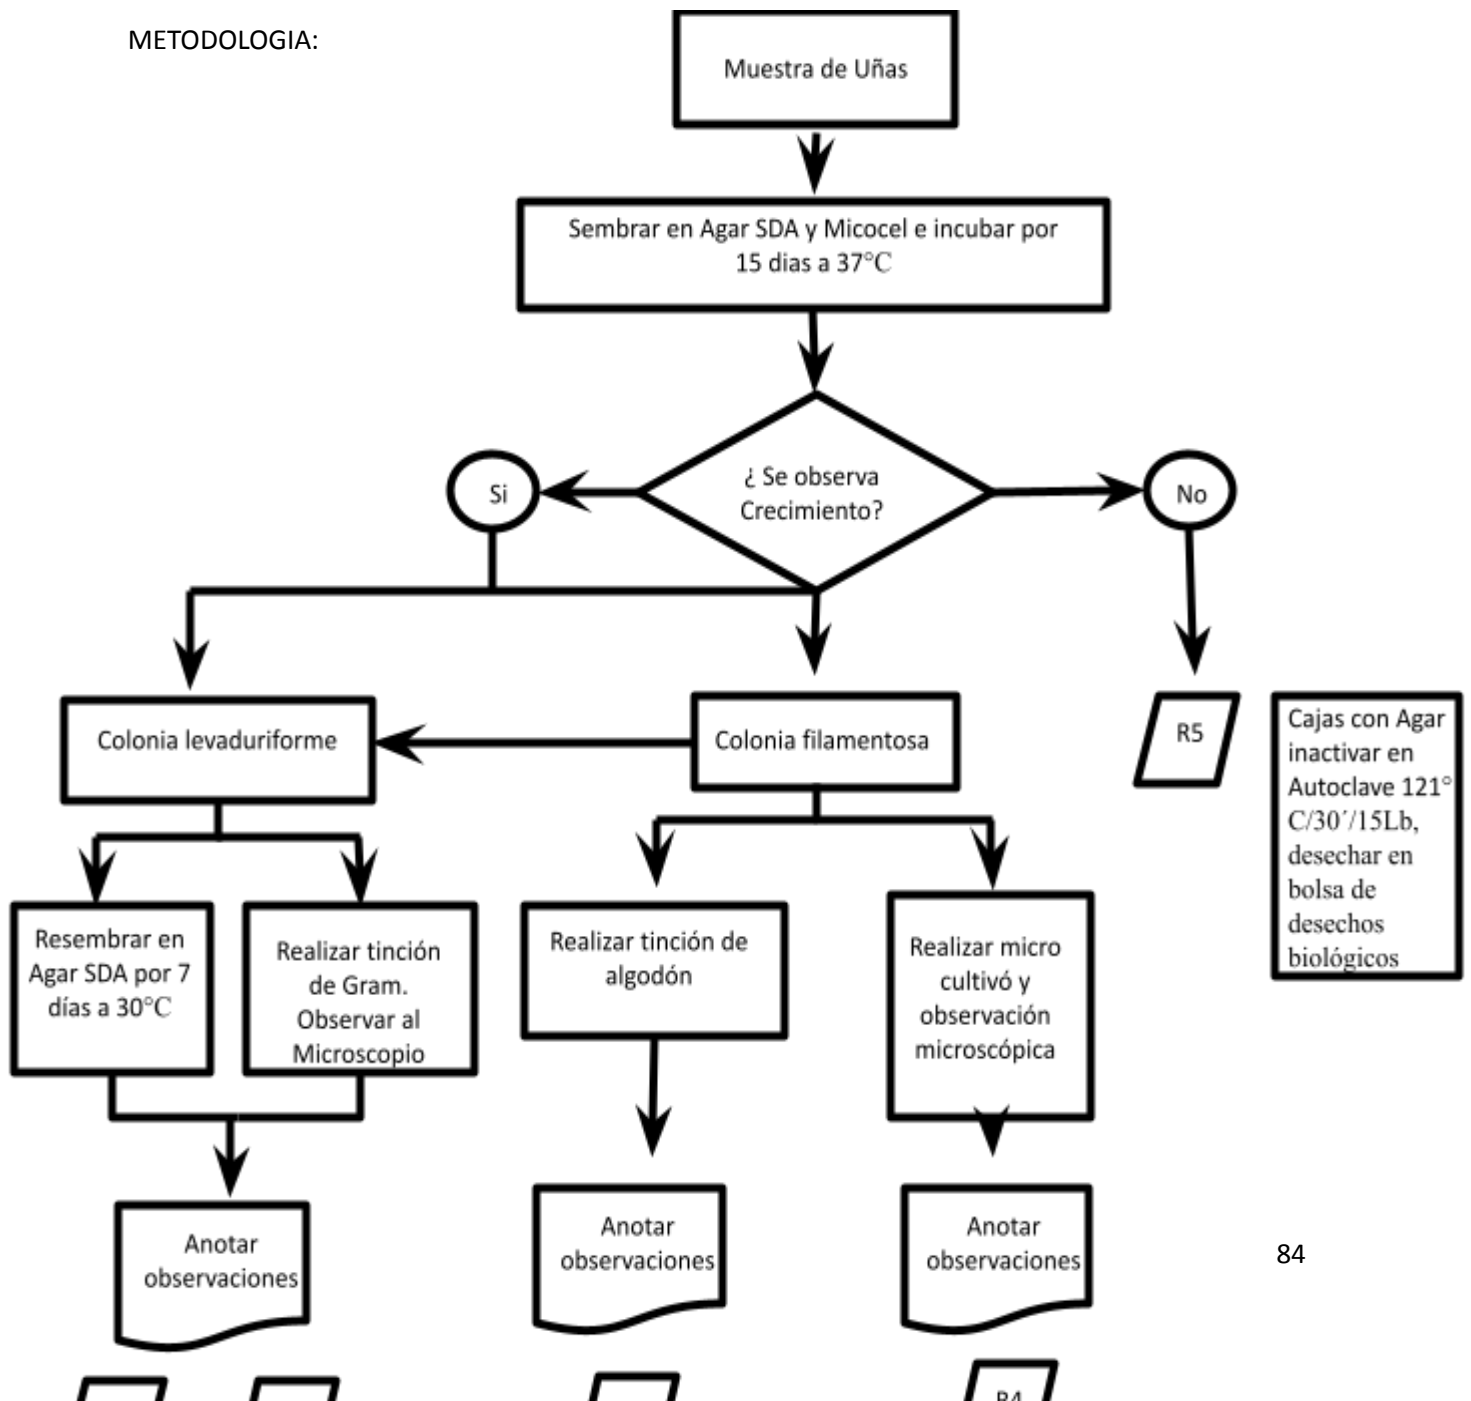 METODOLOGIA:
Muestra de Uñas
Sembrar en Agar SDA y Micocel e incubar por
15 dias a 37°C
¿ Se observa
Crecimiento?
Si
No
Colonia levaduriforme
Colonia filamentosa
R5
Cajas con Agar
inactivar en
Autoclave 121°
C/30´/15Lb,
desechar en
bolsa de
desechos
biológicos
Resembrar en
Agar SDA por 7
días a 30°C
Realizar tinción
de Gram.
Observar al
Microscopio
Realizar tinción de
algodón
Realizar micro
cultivó y
observación
microscópica
Anotar
observaciones
Anotar
observaciones
Anotar
observaciones
84
R4